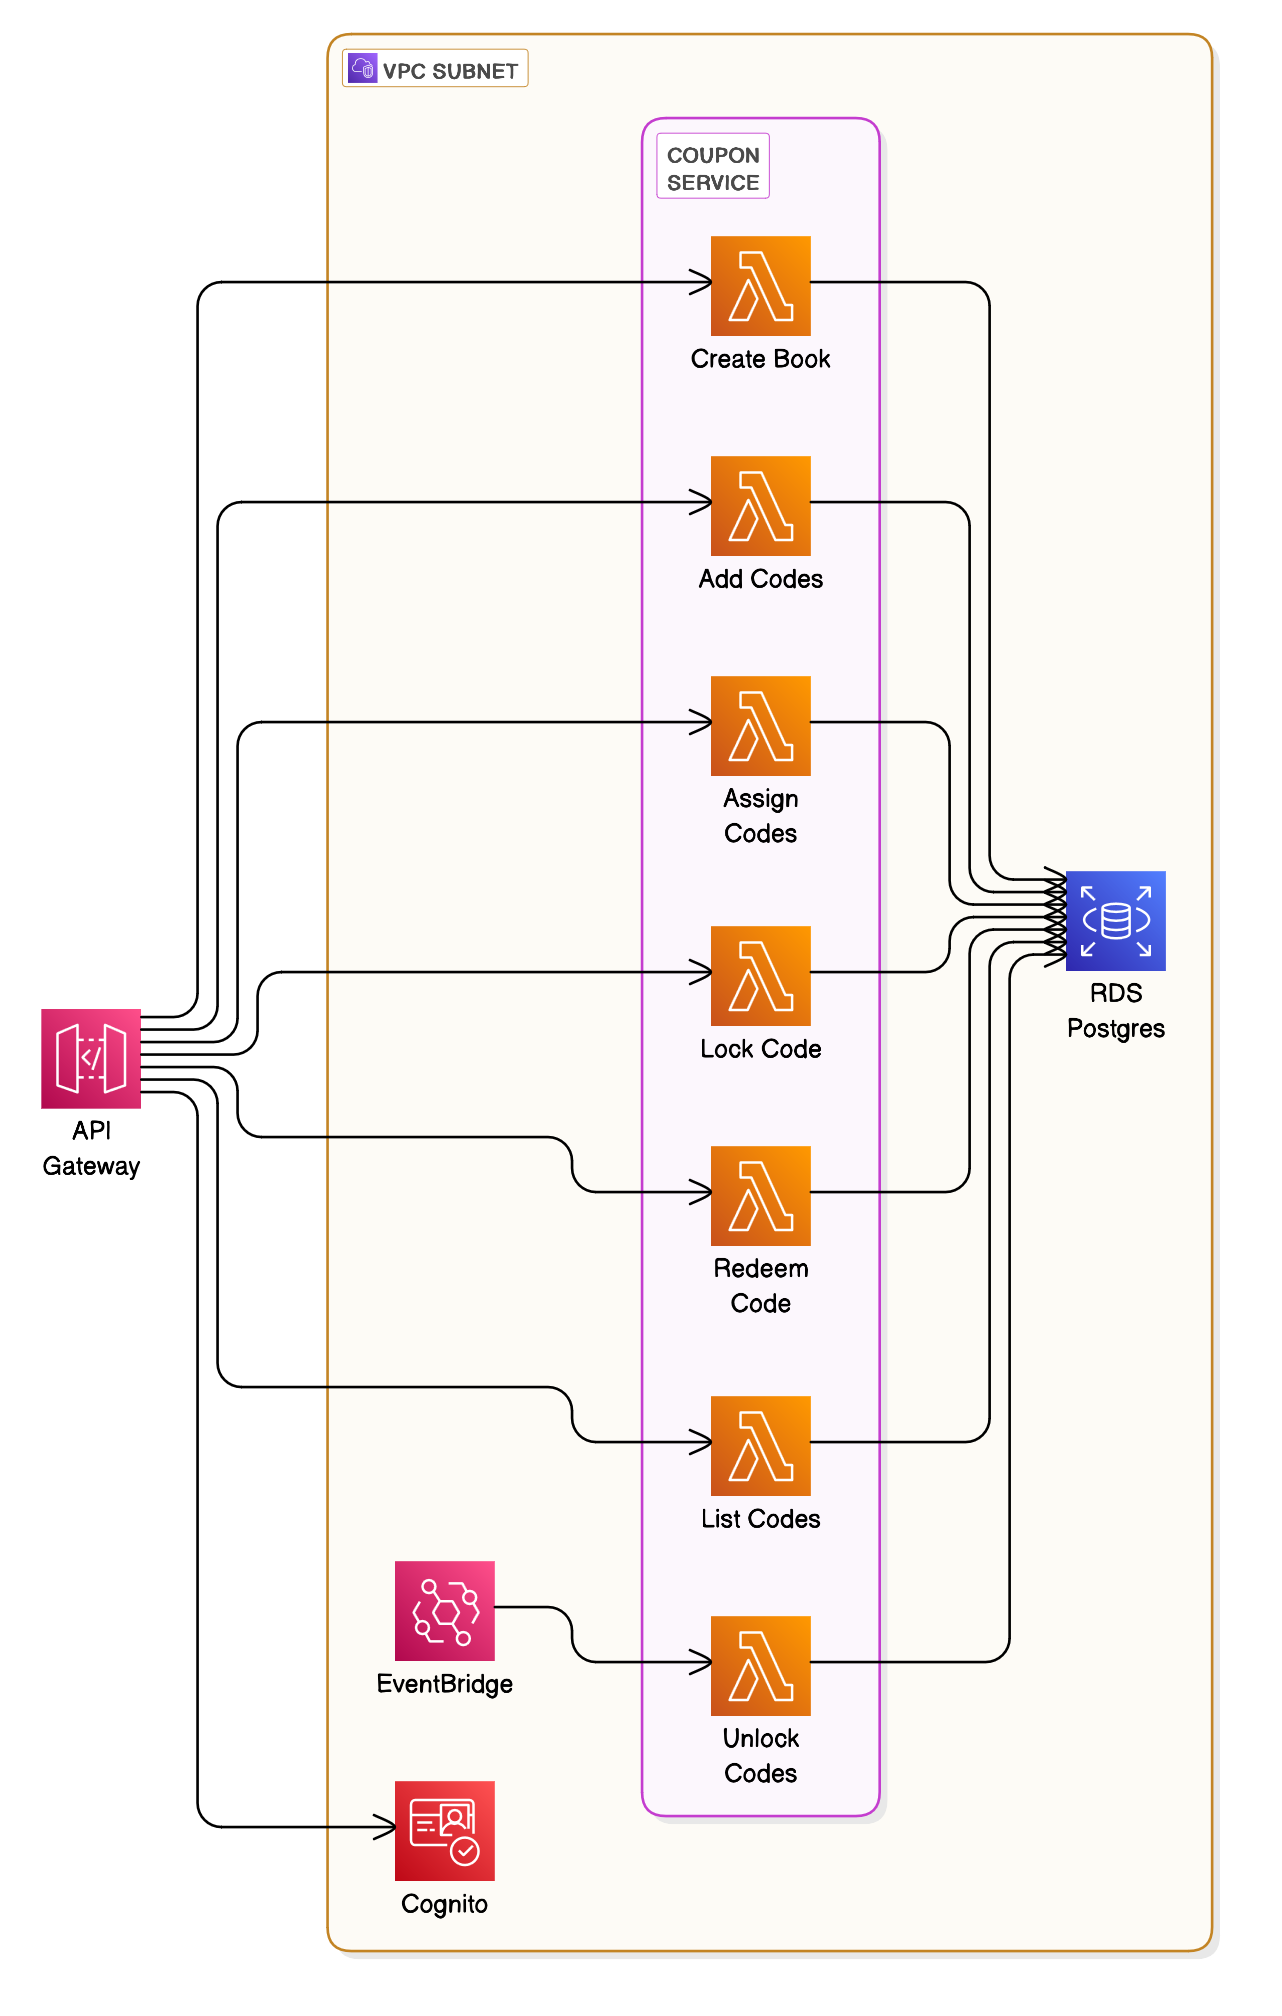 VPC SUBNET
COUPON
SERVICE
Create Book
Add Codes
Assign
Codes
Lock Code
RDS
Postgres
API
Gateway
Redeem
Code
List Codes
EventBridge
Unlock
Codes
Cognito